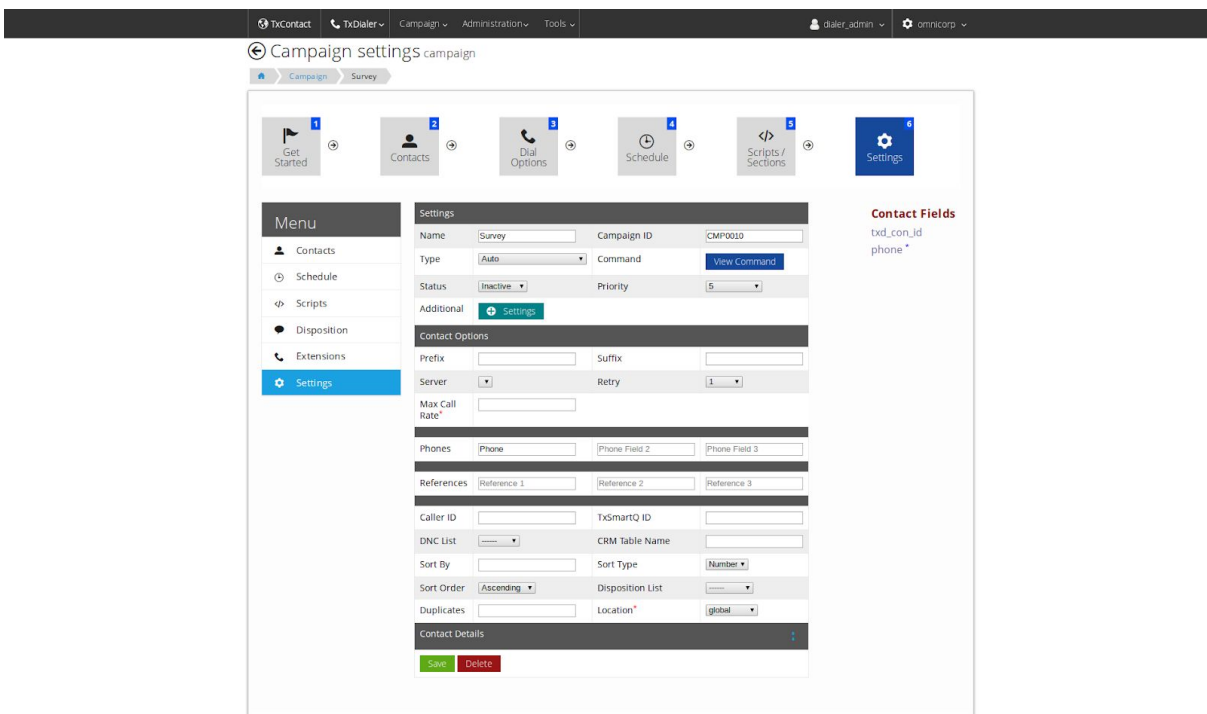 TxContact TxDialer Campaign Administration Tools dialer_admin omnicorp
Campaign settings campaign
Campaign Survey
1 2 3 4 5 6
Get Started
Contacts
Dial Options
Schedule
</>
Scripts / Sections
Settings
Menu
Contacts
Schedule
</> Scripts
Disposition
Extensions
Settings
Settings
Name Survey Campaign ID CMP0010
Type Auto Command View Command
Status Inactive Priority 5
Additional Settings
Contact Options
Prefix Suffix
Server Retry 1
Max Call
Rate*
Phones Phone Phone Field 2 Phone Field 3
References Reference 1 Reference 2 Reference 3
Caller ID TxSmartQ ID
DNC List ------ CRM Table Name
Sort By Sort Type Number
Sort Order Ascending Disposition List ------
Duplicates Location* global
Contact Details
Save Delete
Contact Fields
txd_con_id
phone *